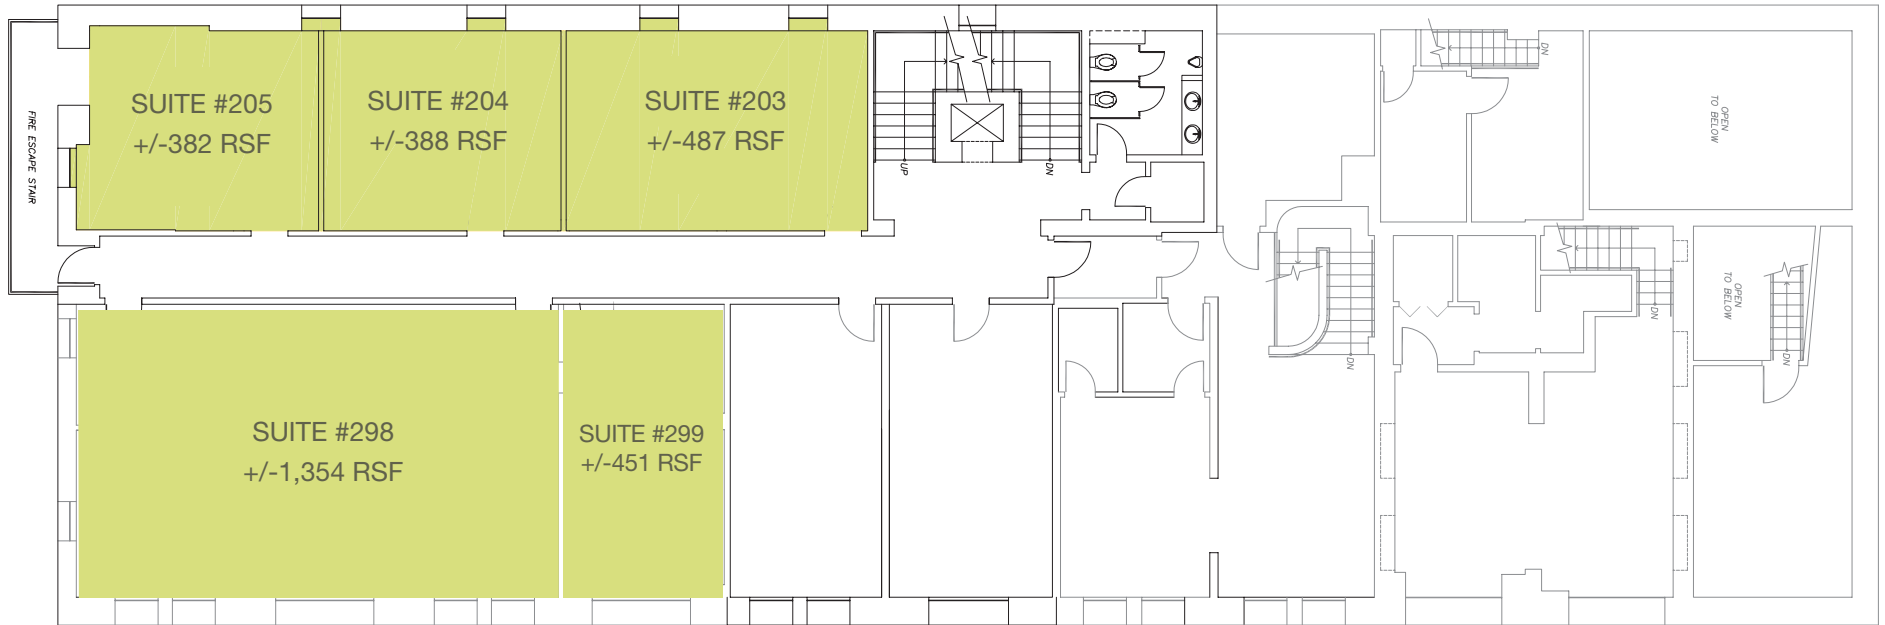 SUITE #205
+/-382 RSF
SUITE #204
+/-388 RSF
SUITE #203
+/-487 RSF
FIRE ESCAPE STAIR
UP
DN
DN
OPEN
TO BELOW
DN
DN
OPEN
TO BELOW
DN
DN
SUITE #298
+/-1,354 RSF
SUITE #299
+/-451 RSF